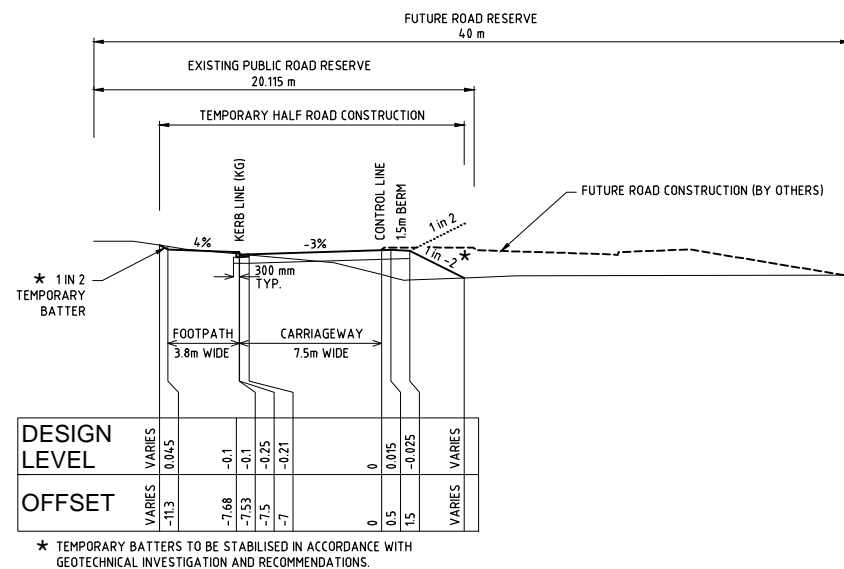 FUTURE ROAD RESERVE
40 m
EXISTING PUBLIC ROAD RESERVE
20.115 m
TEMPORARY HALF ROAD CONSTRUCTION
KERB LINE (KG)
CONTROL LINE
1.5m BERM
1 in 2
FUTURE ROAD CONSTRUCTION (BY OTHERS)
4%
-3%
1 in -2 ★
★ 1 IN 2
TEMPORARY
BATTER
300 mm
TYP.
FOOTPATH
3.8m WIDE
CARRIAGEWAY
7.5m WIDE
DESIGN
LEVEL
VARIES
0.045
-0.1
-0.1
-0.25
-0.21
0
0.015
-0.025
VARIES
OFFSET
VARIES
-11.3
-7.68
-7.53
-7.5
-7
0
0.5
1.5
VARIES
★ TEMPORARY BATTERS TO BE STABILISED IN ACCORDANCE WITH
GEOTECHNICAL INVESTIGATION AND RECOMMENDATIONS.